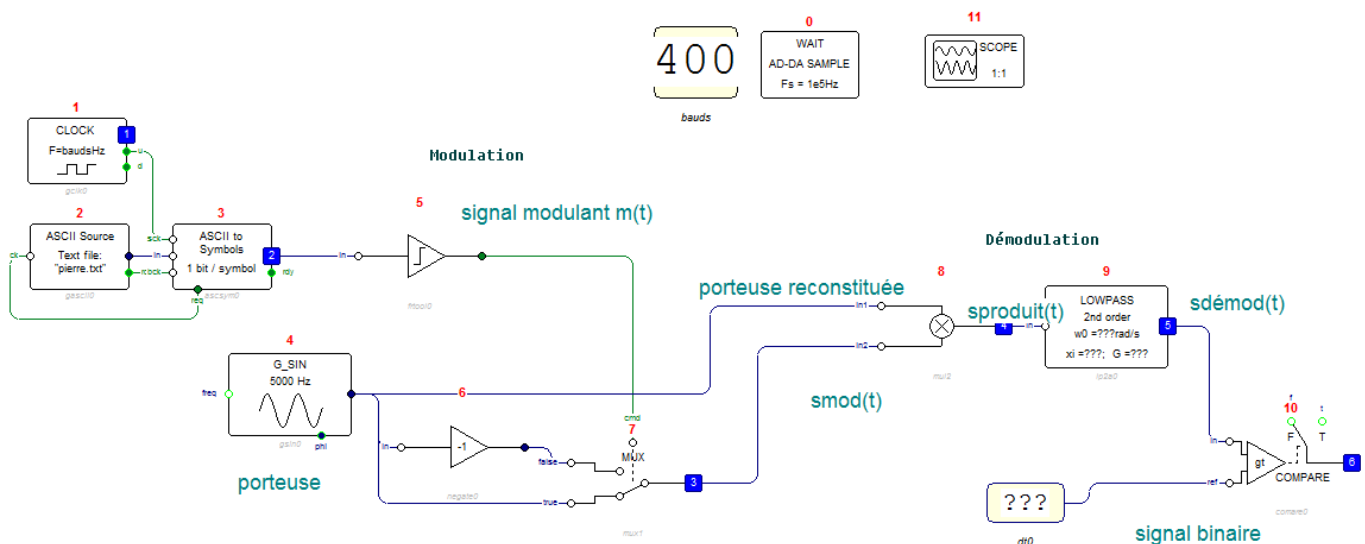 0
11
400
bauds
WAIT
AD-DA SAMPLE
Fs = 1e5Hz
SCOPE
1:1
1
CLOCK
F=baudsHz
1
u
d
gclk0
Modulation
2
ASCII Source
Text file:
"pierre.txt"
ck
in
rclock
gascii0
3
ASCII to
Symbols
1 bit / symbol
sck
2
rdy
req
ascsym0
5
in
signal modulant m(t)
4
G_SIN
5000 Hz
freq
phi
gsin0
porteuse
6
in
-1
negate0
7
cmd
MUX
false
true
mux1
3
Démodulation
8
porteuse reconstituée
in1
in2
mul2
sproduit(t)
4
in
smod(t)
9
LOWPASS
2nd order
w0 =???rad/s
xi =???; G =???
lp2a0
5
sdémod(t)
10
f
t
F
T
in
gt
ref
COMPARE
6
???
dt0
signal binaire